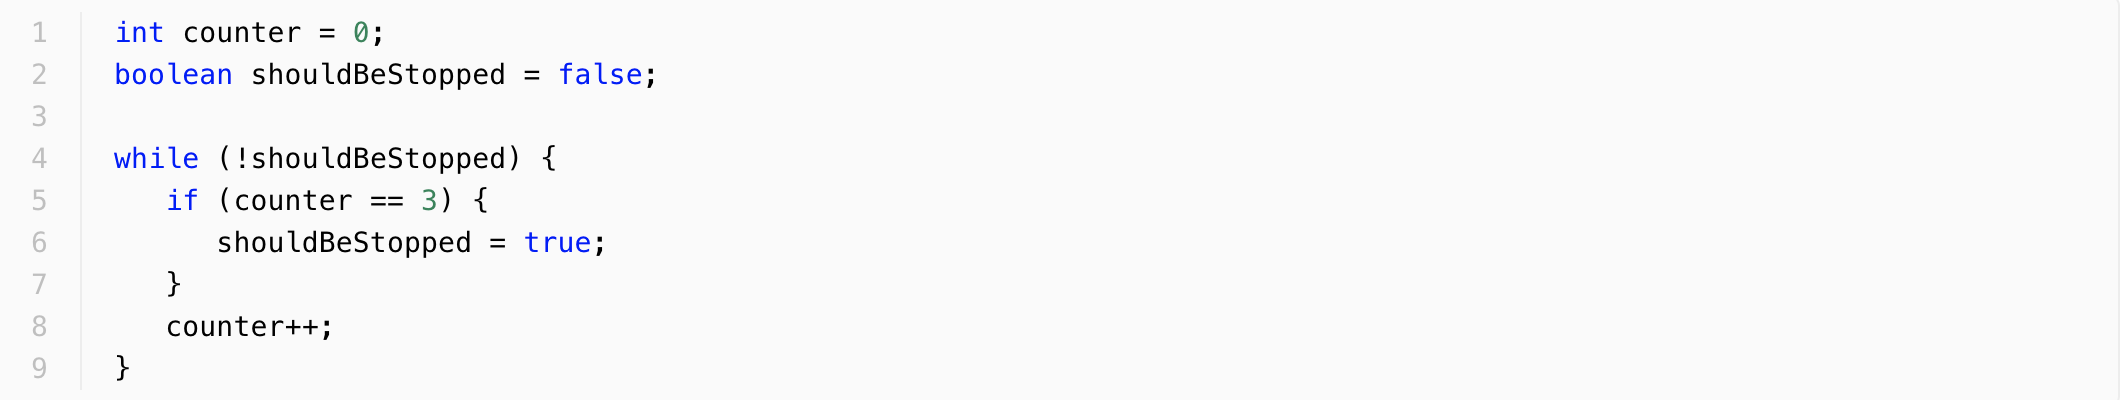 1 int counter = 0;
2 boolean shouldBeStopped = false;
3
4 while (!shouldBeStopped) {
5    if (counter == 3) {
6       shouldBeStopped = true;
7    }
8    counter++;
9 }